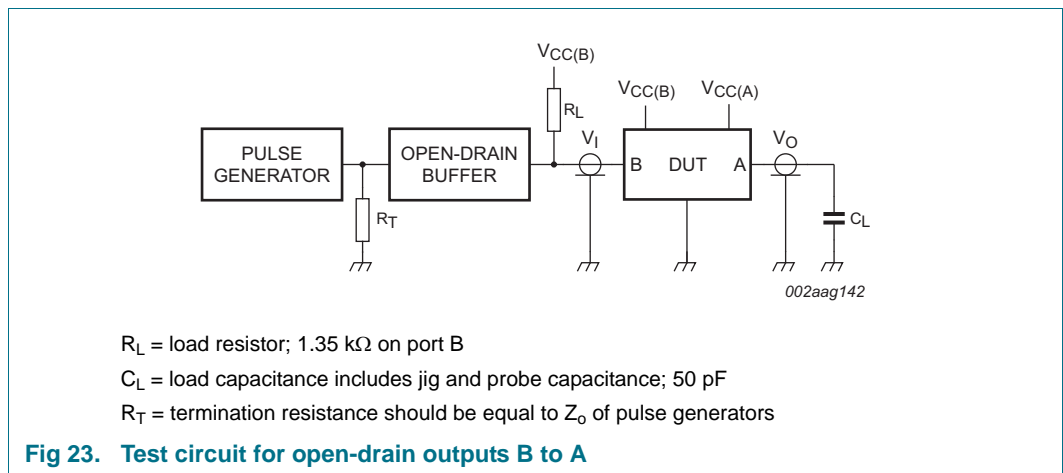 VCC(B)
RL
VCC(B)
VCC(A)
VI
VO
PULSE
GENERATOR
OPEN-DRAIN
BUFFER
B
DUT
A
RT
CL
002aag142
RL = load resistor; 1.35 kΩ on port B
CL = load capacitance includes jig and probe capacitance; 50 pF
RT = termination resistance should be equal to Zo of pulse generators
Fig 23. Test circuit for open-drain outputs B to A